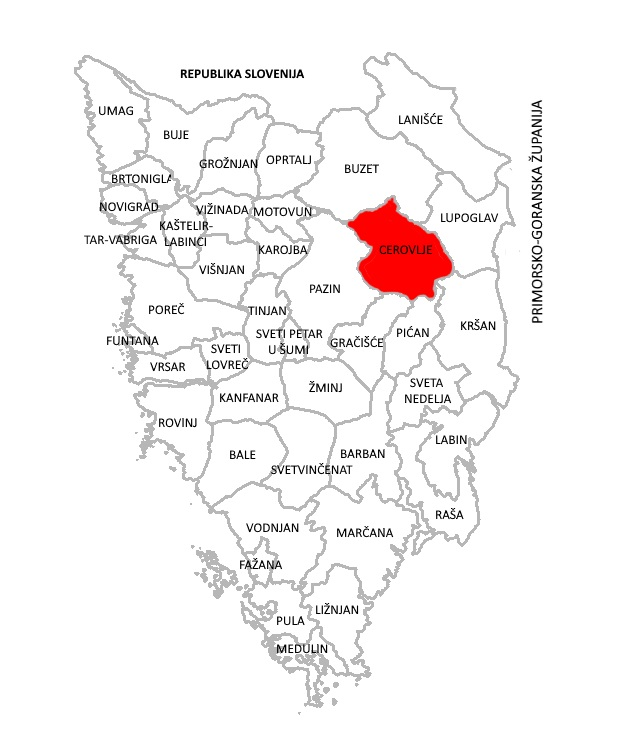 REPUBLIKA SLOVENIJA
UMAG
LANIŠĆE
BUJE
GROŽNJAN
OPRTALJ
BUZET
BRTONIGLA
NOVIGRAD
VIŽINADA
MOTOVUN
LUPOGLAV
KAŠTELIR-
LABINCI
TAR-VABRIGA
KAROJBA
CEROVLJE
VIŠNJAN
PAZIN
POREČ
TINJAN
PRIMORSKO-GORANSKA ŽUPANIJA
FUNTANA
SVETI PETAR
U ŠUMI
GRAČIŠĆE
PIĆAN
KRŠAN
SVETI
LOVREČ
VRSAR
ŽMINJ
SVETA
NEDELJA
KANFANAR
ROVINJ
LABIN
BALE
BARBAN
SVETVINČENAT
RAŠA
VODNJAN
MARČANA
FAŽANA
LIŽNJAN
PULA
MEDULIN